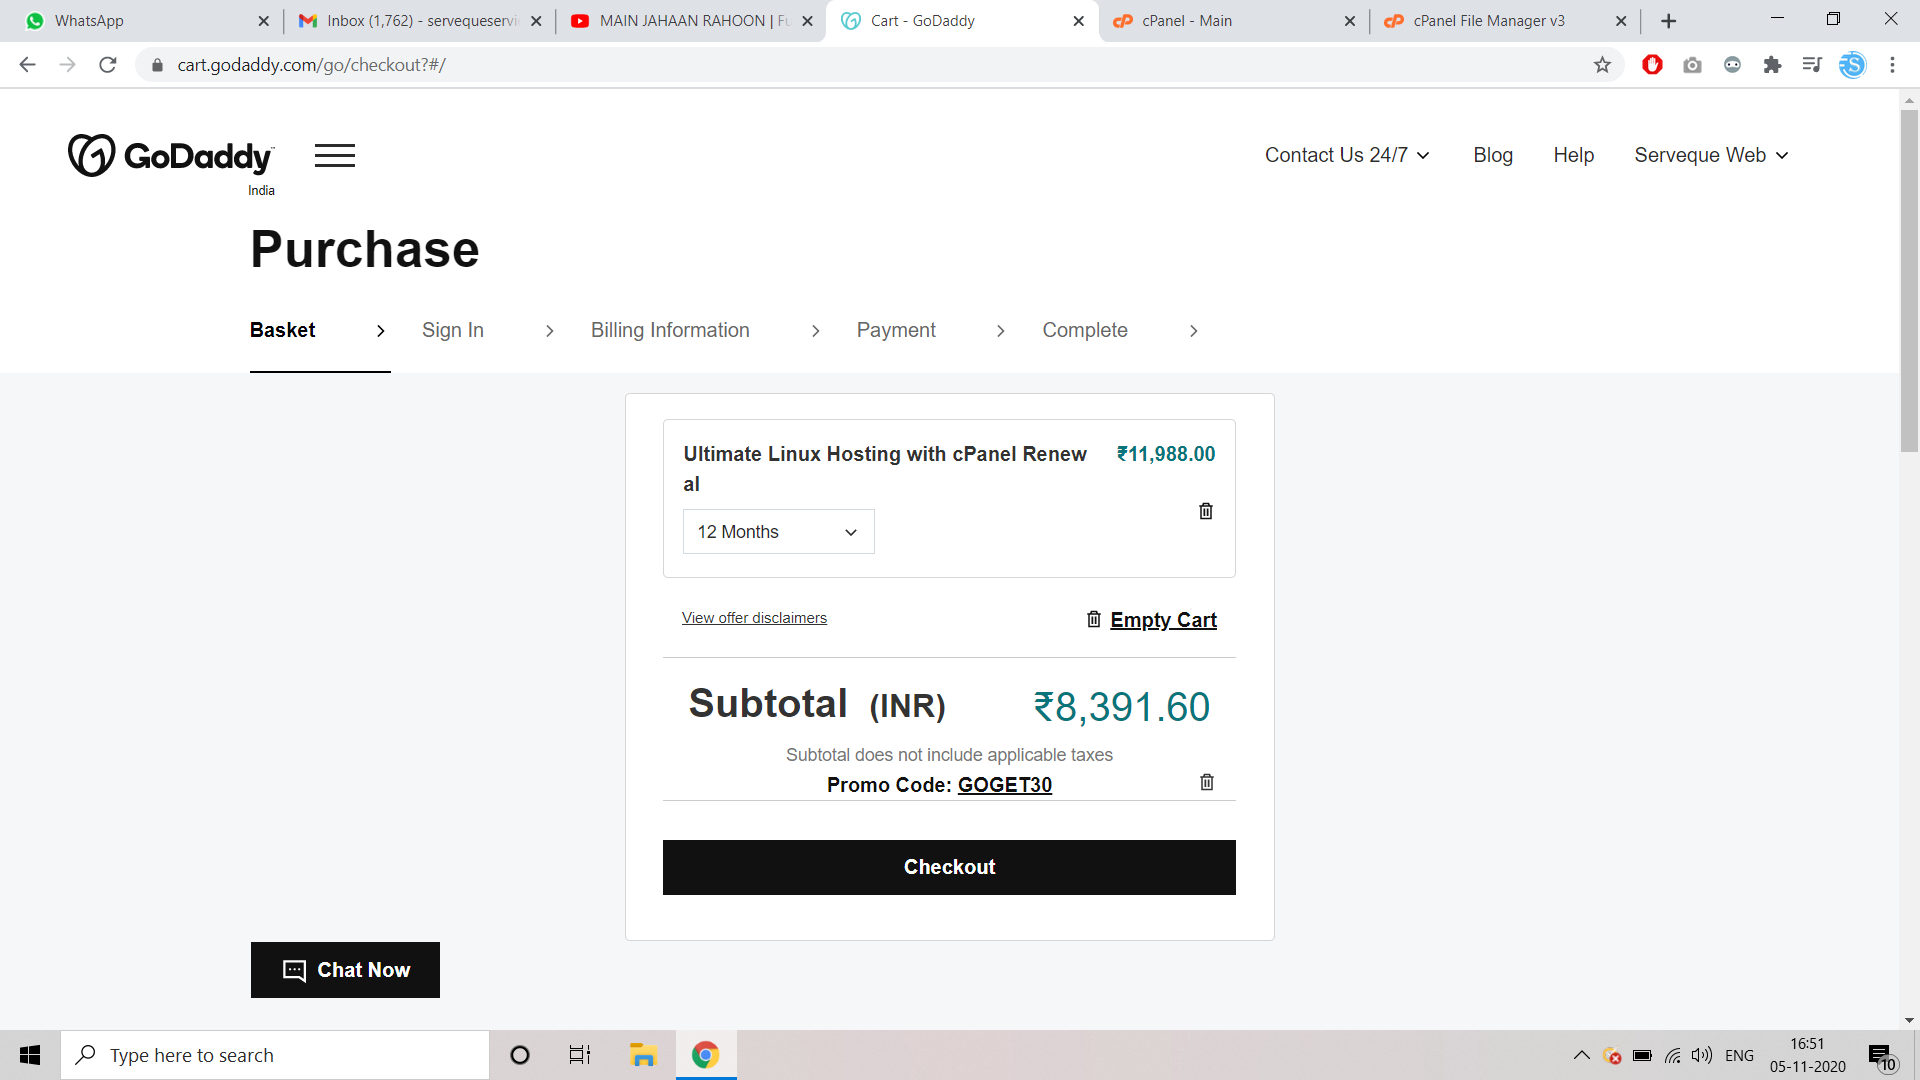 WhatsApp
Inbox (1,762) - servequeservi
MAIN JAHAAN RAHOON | Fu
Cart - GoDaddy
cPanel - Main
cPanel File Manager v3
cart.godaddy.com/go/checkout?#/
GoDaddy
India
Contact Us 24/7
Blog
Help
Serveque Web
Purchase
Basket
Sign In
Billing Information
Payment
Complete
Ultimate Linux Hosting with cPanel Renew
al
₹11,988.00
12 Months
View offer disclaimers
Empty Cart
Subtotal (INR)
₹8,391.60
Subtotal does not include applicable taxes
Promo Code: GOGET30
Checkout
Chat Now
Type here to search
ENG
16:51
05-11-2020
10